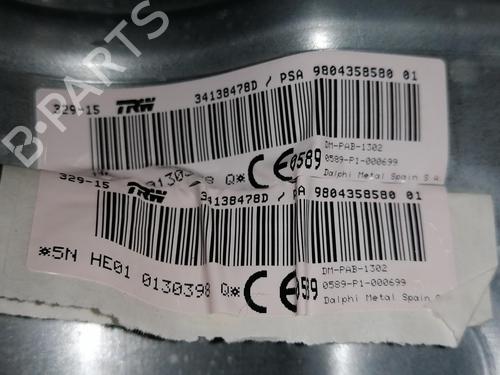 B-PARTS
329-15 TRW 34138478D / PSA 9804358580 01
DM-PAB-1302
0130398 Q* CE 0589 0589-P1-000699
Dalphi Metal Spain S.A
329-15 TRW 34138478D / PSA 9804358580 01
DM-PAB-1302
*5N HE01 0130398 Q* CE 0589 0589-P1-000699
Dalphi Metal Spain S